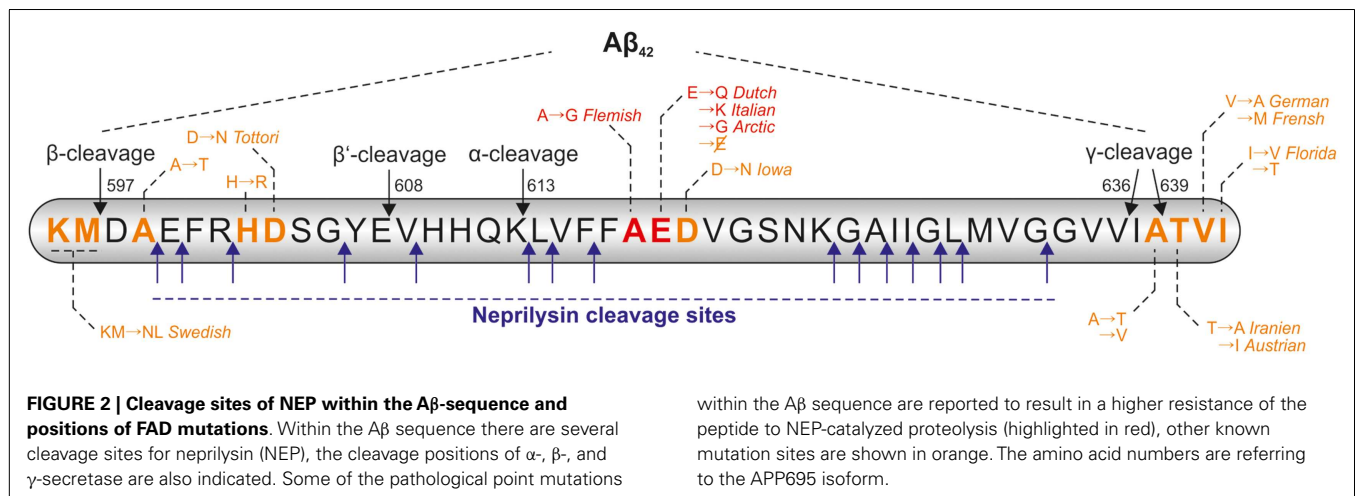 Aβ42
E→Q Dutch
→K Italian
→G Arctic
→E
A→G Flemish
V→A German
→M Frensh
D→N Tottori
β-cleavage
A→T
β'-cleavage
α-cleavage
γ-cleavage
I→V Florida
→T
D→N Iowa
H→R
597
608
613
636
639
KMDAEFRHDSGYEVHHQKLVFFAEDVGSNKGAIIGLMVGGVVIATVI
Neprilysin cleavage sites
KM→NL Swedish
A→T
→V
T→A Iranien
→I Austrian
FIGURE 2 | Cleavage sites of NEP within the Aβ-sequence and
positions of FAD mutations. Within the Aβ sequence there are several
cleavage sites for neprilysin (NEP), the cleavage positions of α-, β-, and
γ-secretase are also indicated. Some of the pathological point mutations
within the Aβ sequence are reported to result in a higher resistance of the
peptide to NEP-catalyzed proteolysis (highlighted in red), other known
mutation sites are shown in orange. The amino acid numbers are referring
to the APP695 isoform.